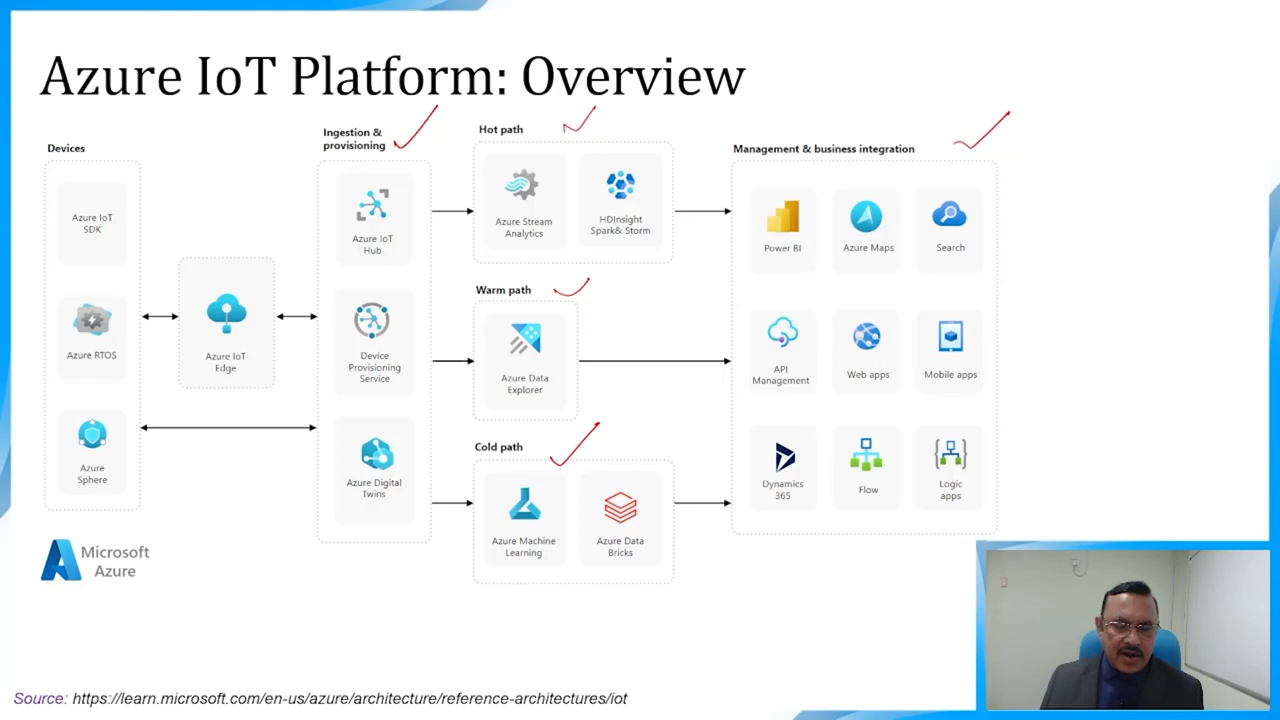 Azure IoT Platform: Overview
Devices
Azure IoT
SDK
Azure RTOS
Azure
Sphere
Azure IoT
Edge
Ingestion &
provisioning
Azure IoT
Hub
Device
Provisioning
Service
Azure Digital
Twins
Hot path
Azure Stream
Analytics
HDInsight
Spark& Storm
Warm path
Azure Data
Explorer
Cold path
Azure Machine
Learning
Azure Data
Bricks
Management & business integration
Power BI
Azure Maps
Search
API
Management
Web apps
Mobile apps
Dynamics
365
Flow
Logic
apps
Microsoft
Azure
Source: https://learn.microsoft.com/en-us/azure/architecture/reference-architectures/iot